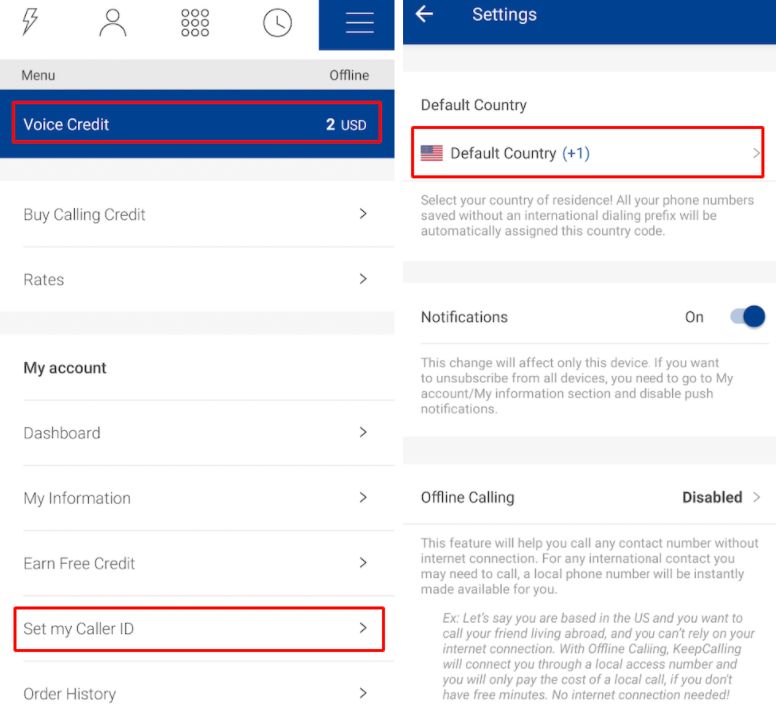 Menu
Offline
Voice Credit
2 USD
Buy Calling Credit
Rates
My account
Dashboard
My Information
Earn Free Credit
Set my Caller ID
Order History
Settings
Default Country
Default Country (+1)
Select your country of residence! All your phone numbers
saved without an international dialing prefix will be
automatically assigned this country code.
Notifications
On
This change will affect only this device. If you want
to unsubscribe from all devices, you need to go to My
account/My information section and disable push
notifications.
Offline Calling
Disabled
This feature will help you call any contact number without
internet connection. For any international contact you
may need to call, a local phone number will be instantly
made available for you.
Ex: Let's say you are based in the US and you want to
call your friend living abroad, and you can't rely on your
internet connection. With Offline Calling, KeepCalling
will connect you through a local access number and
you will only pay the cost of a local call, if you don't
have free minutes. No internet connection needed!